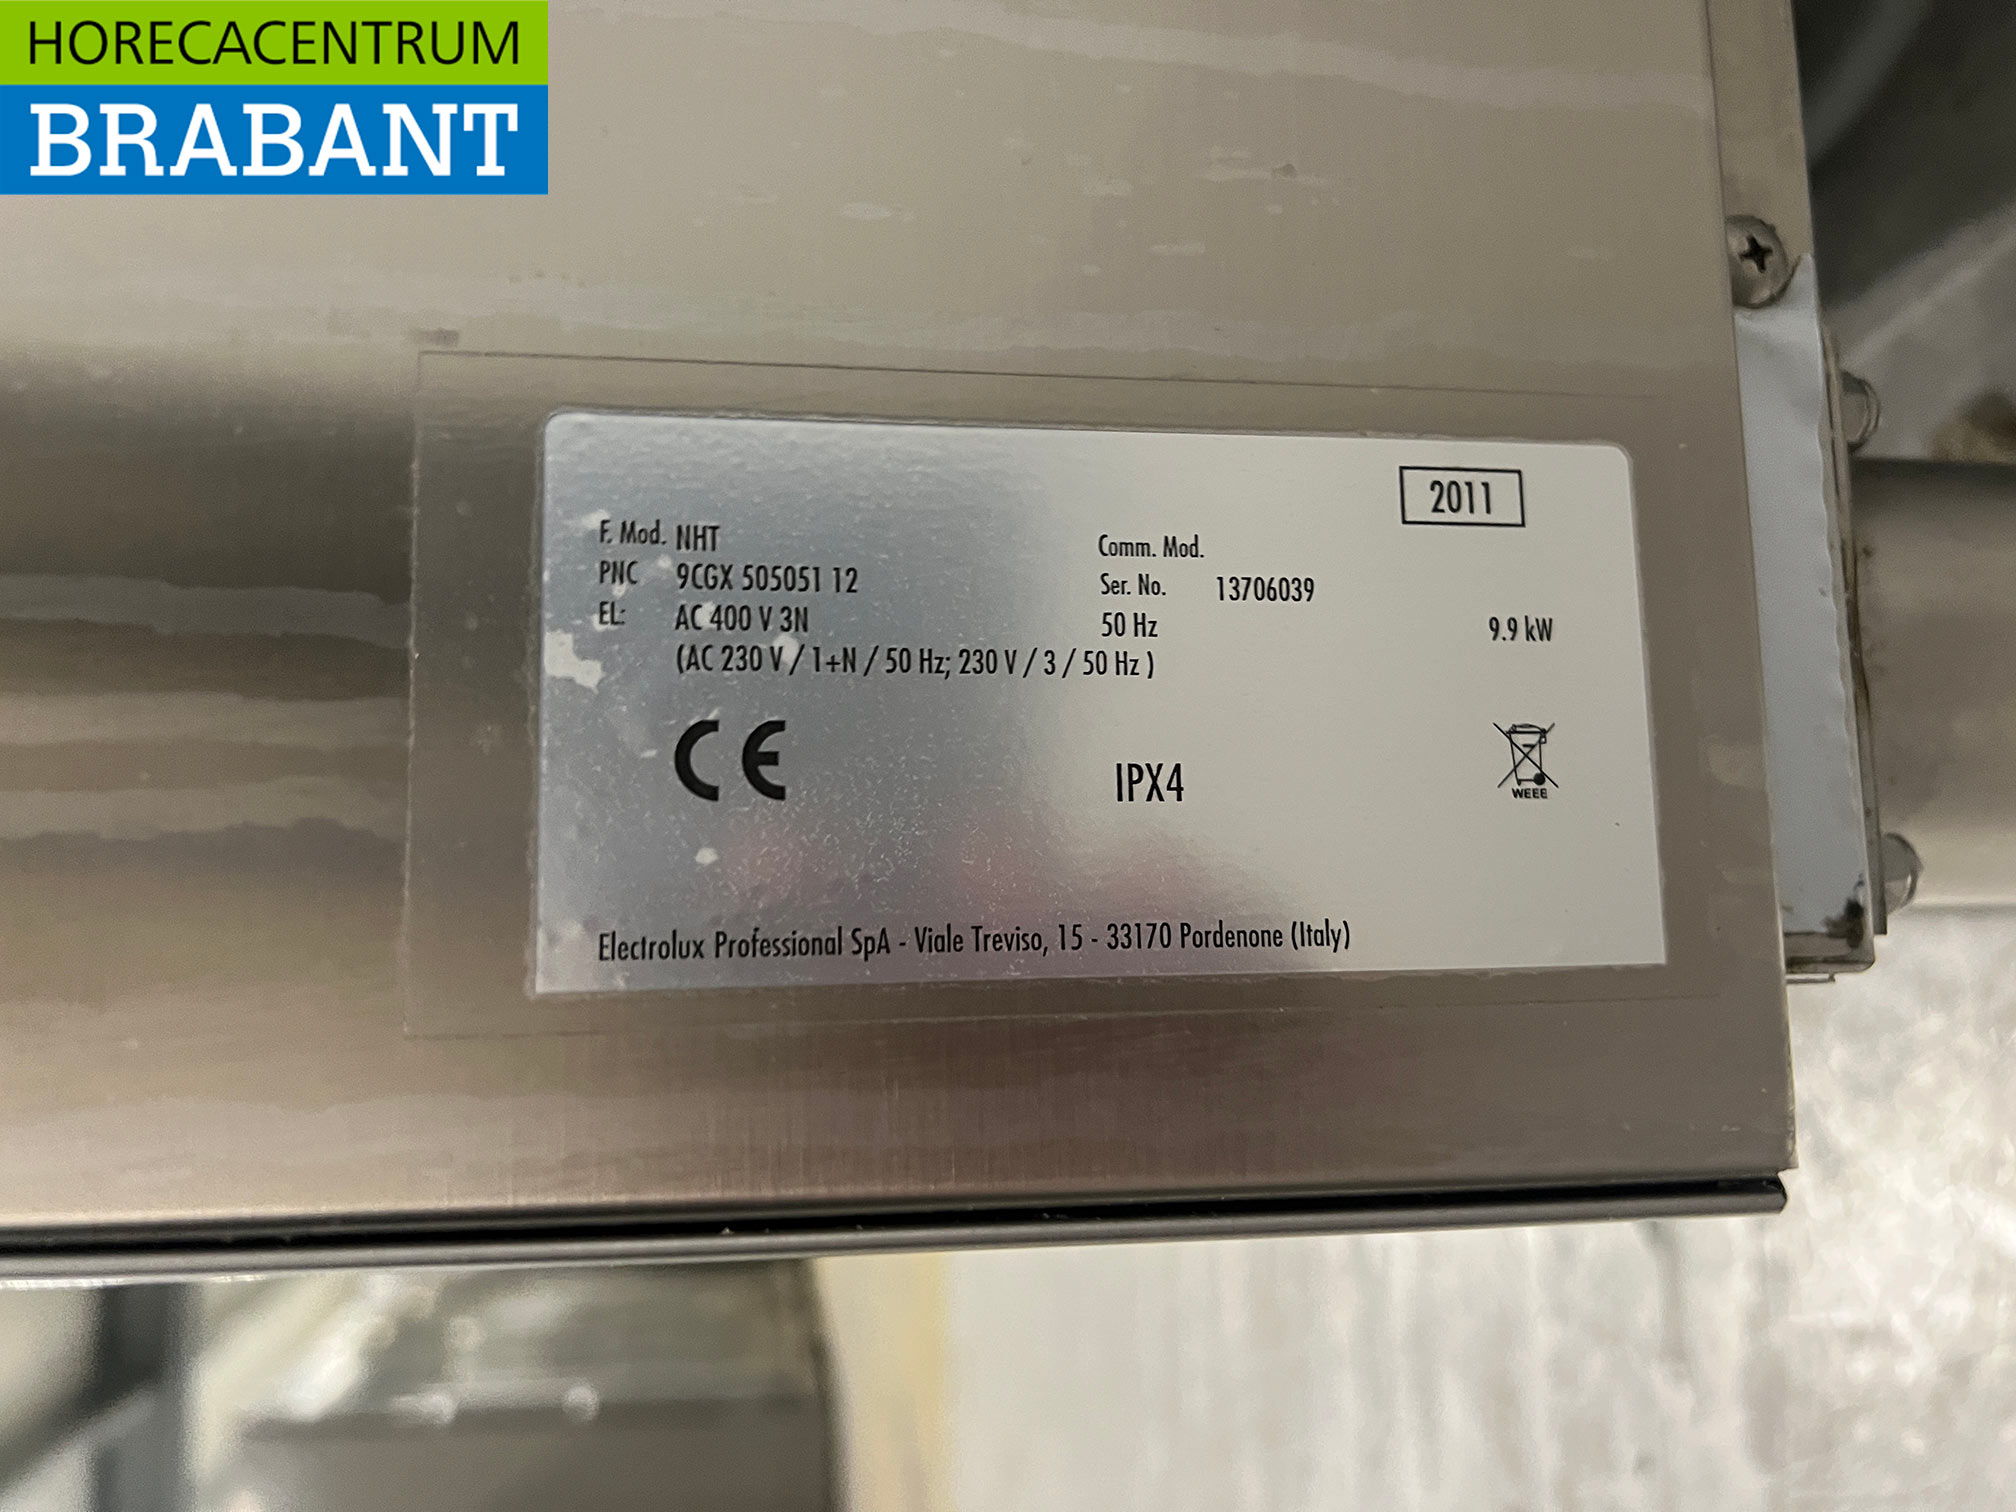 HORECACENTRUM
BRABANT
2011
F. Mod. NHT Comm. Mod.
PNC 9CGX 505051 12 Ser. No. 13706039
EL: AC 400 V 3N 50 Hz 9.9 kW
(AC 230 V / 1+N / 50 Hz; 230 V / 3 / 50 Hz )
CE IPX4
WEEE
Electrolux Professional SpA - Viale Treviso, 15 - 33170 Pordenone (Italy)